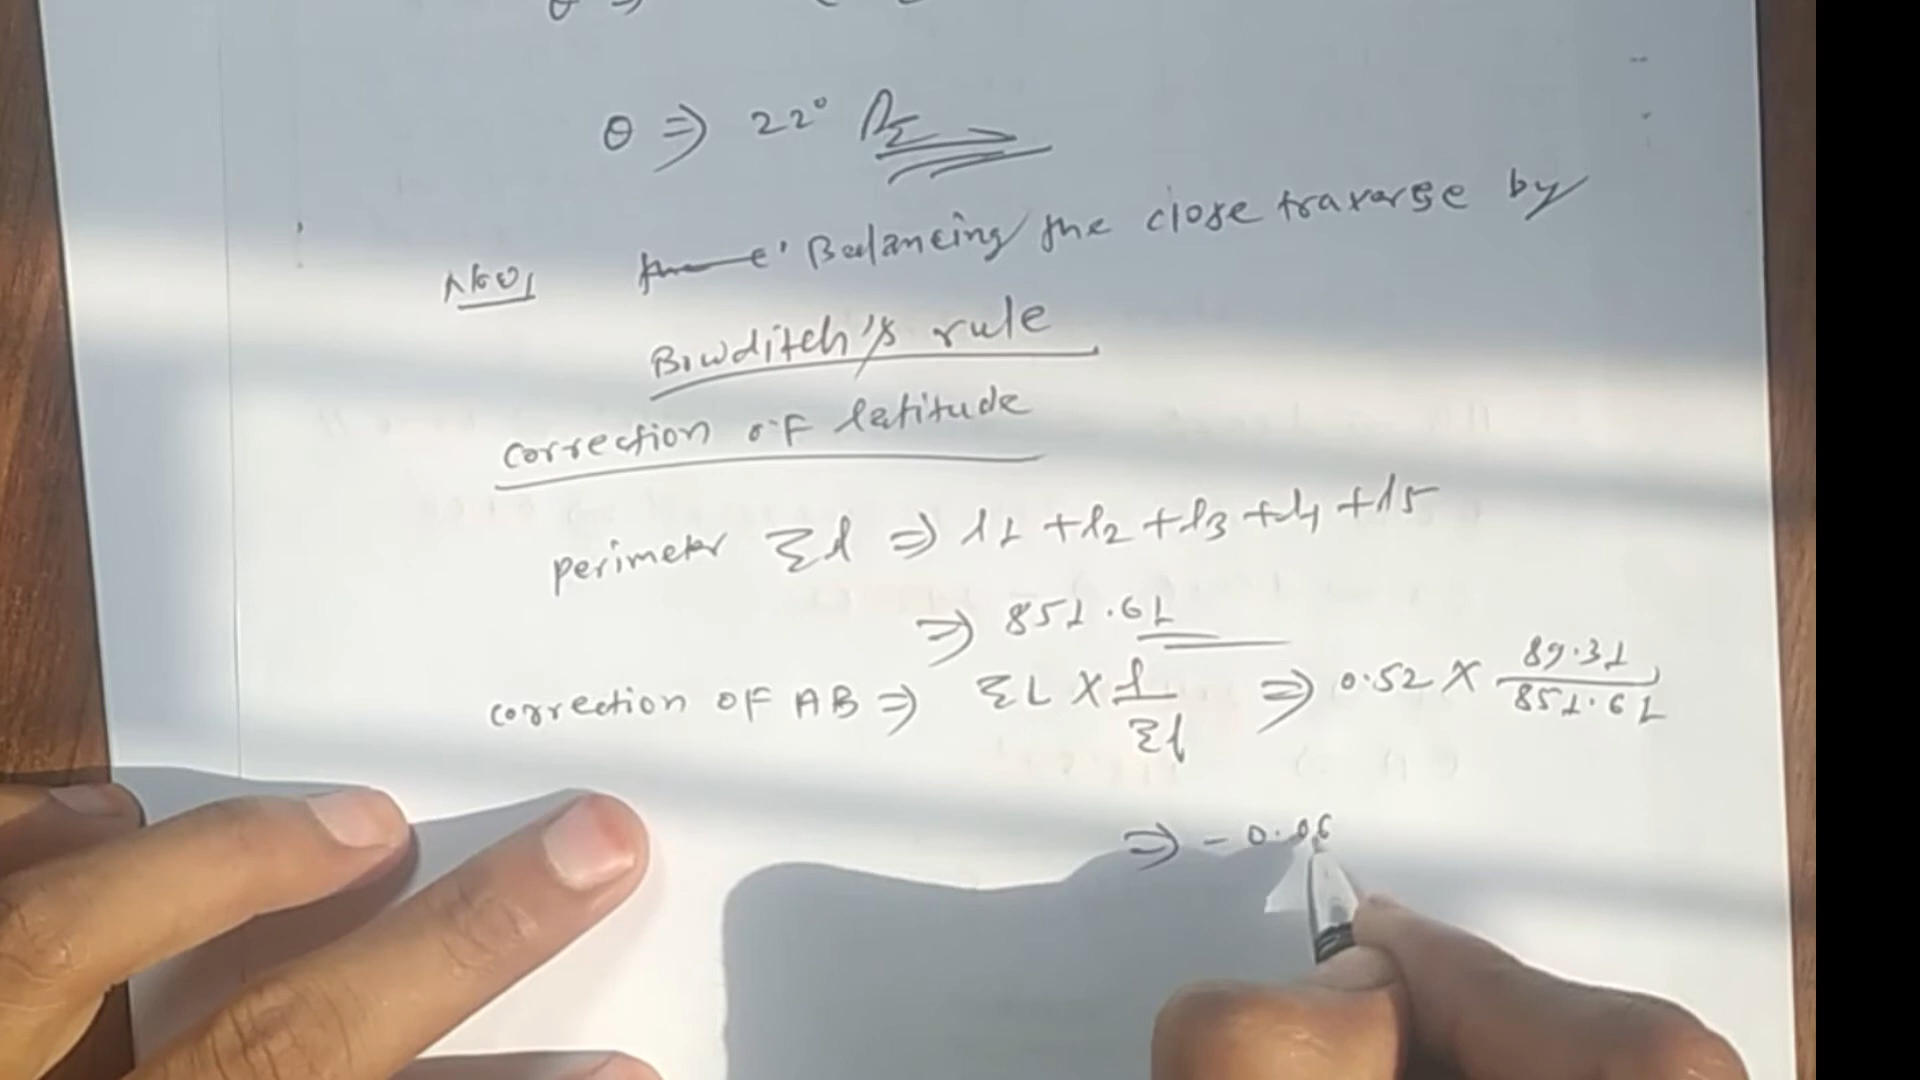 θ ⇒ 22°
Balancing the close traverse by
Bowditch's rule
correction of latitude
perimeter Σl ⇒ l1 + l2 + l3 + l4 + l5
⇒ 851.61
correction of AB ⇒ ΣL X l/Σl ⇒ 0.52 X 89.31/851.61
⇒ - 0.06